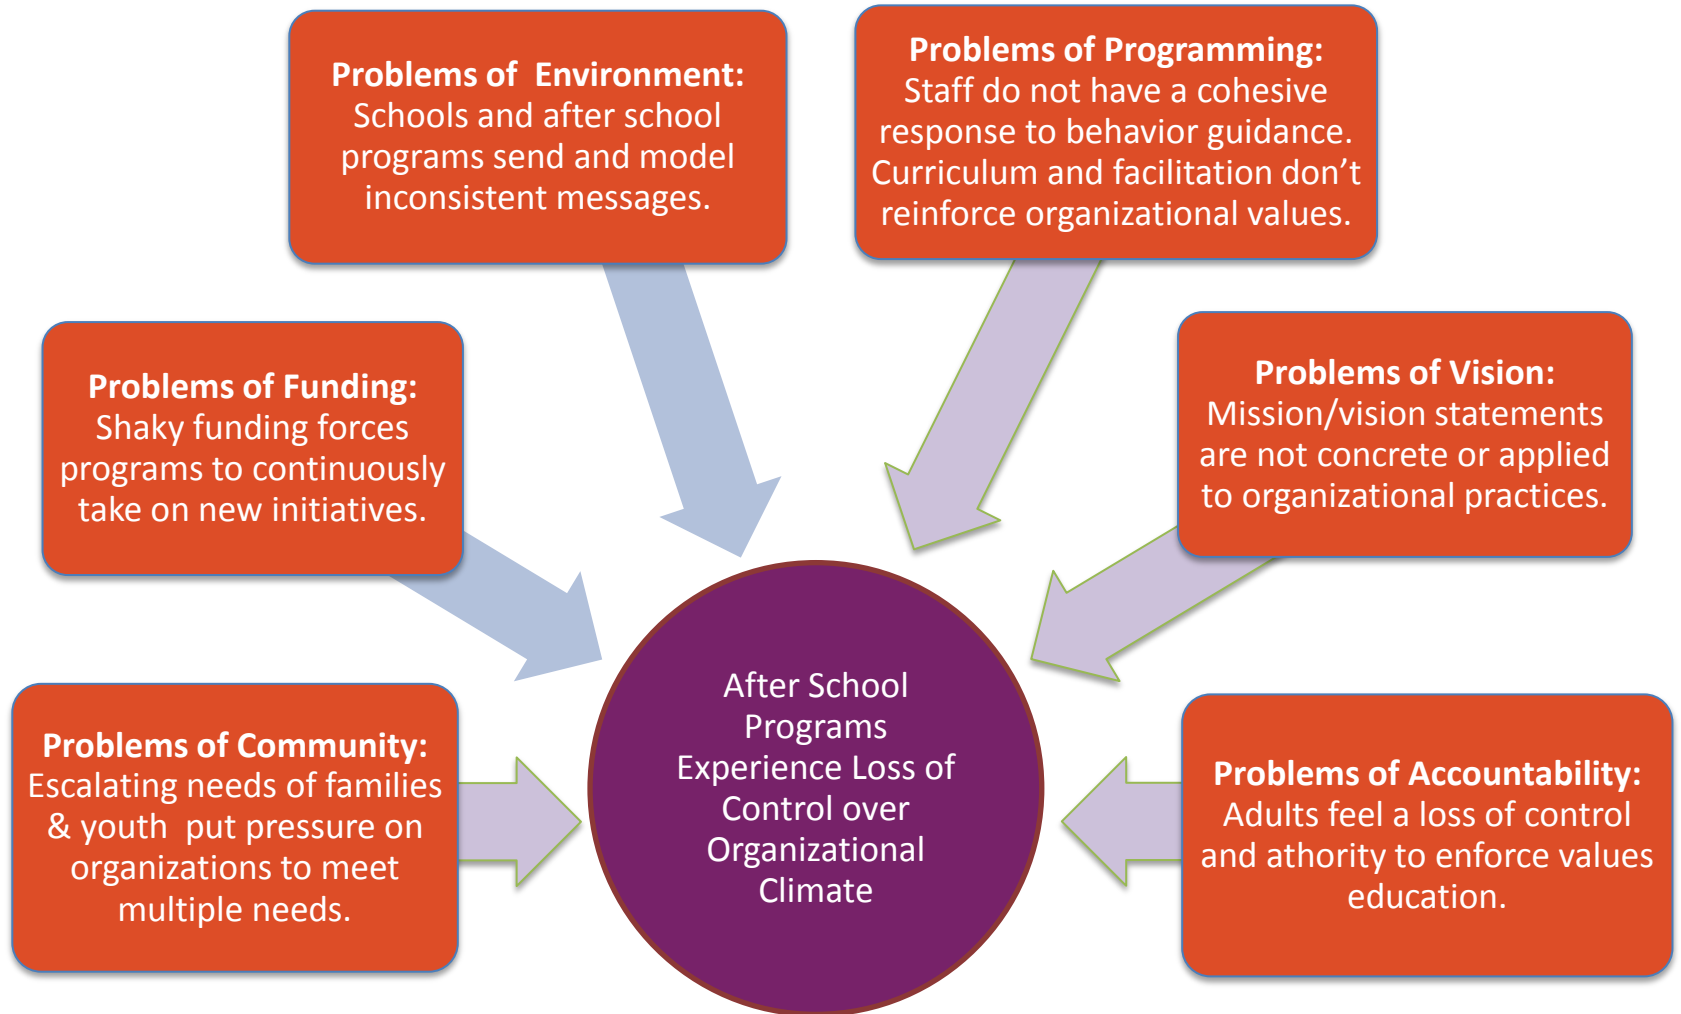 Problems of Environment:
Schools and after school
programs send and model
inconsistent messages.
Problems of Programming:
Staff do not have a cohesive
response to behavior guidance.
Curriculum and facilitation don’t
reinforce organizational values.
Problems of Funding:
Shaky funding forces
programs to continuously
take on new initiatives.
Problems of Vision:
Mission/vision statements
are not concrete or applied
to organizational practices.
Problems of Community:
Escalating needs of families
& youth put pressure on
organizations to meet
multiple needs.
After School
Programs
Experience Loss of
Control over
Organizational
Climate
Problems of Accountability:
Adults feel a loss of control
and athority to enforce values
education.